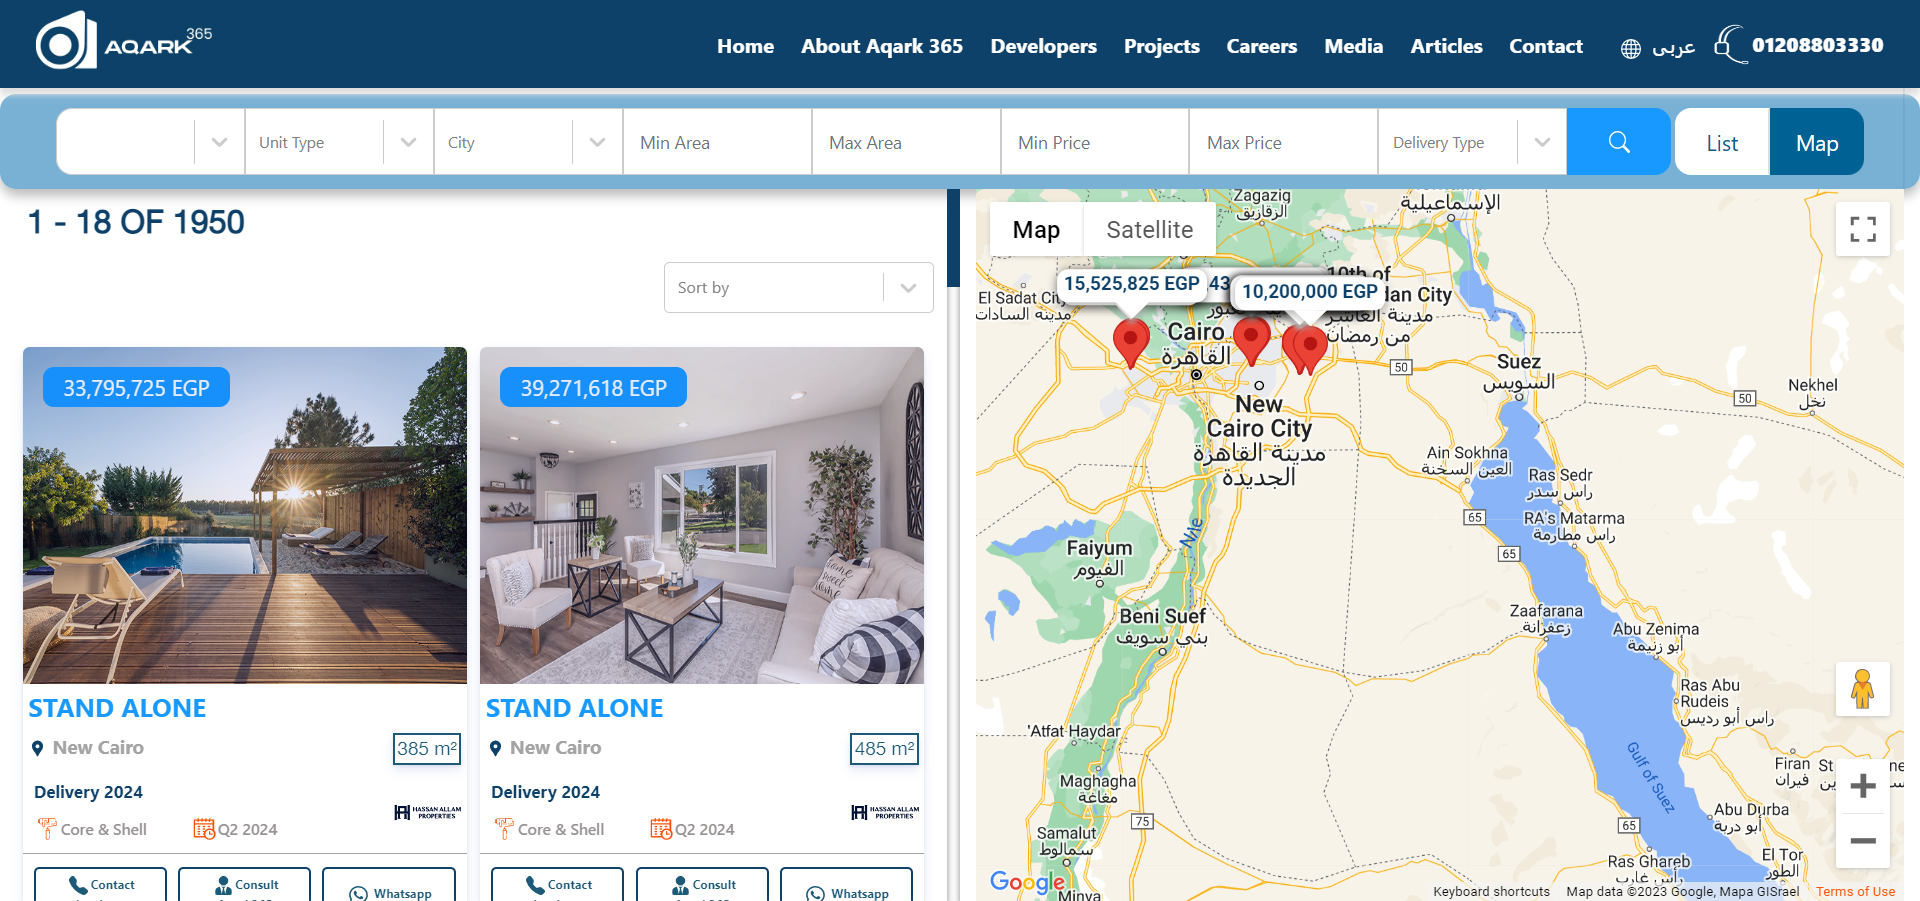 AQARK 365
Home
About Aqark 365
Developers
Projects
Careers
Media
Articles
Contact
عربى
01208803330
Unit Type
City
Min Area
Max Area
Min Price
Max Price
Delivery Type
List
Map
1 - 18 OF 1950
Sort by
33,795,725 EGP
STAND ALONE
New Cairo
385 m²
Delivery 2024
HASSAN ALLAM
PROPERTIES
Core & Shell
Q2 2024
Contact
Consult
Whatsapp
39,271,618 EGP
home
sweet
home
STAND ALONE
New Cairo
485 m²
Delivery 2024
HASSAN ALLAM
PROPERTIES
Core & Shell
Q2 2024
Contact
Consult
Whatsapp
Map
Satellite
Zagazig
الزقازيق
الإسماعيلية
15,525,825 EGP
43
10,200,000 EGP
10th of
dan City
مدينة العاشر
من رمضان
El Sadat City
مدينة السادات
Cairo
القاهرة
50
Suez
السويس
Nekhel
نخل
50
New
Cairo City
مدينة القاهرة
الجديدة
Ain Sokhna
العين السخنة
Ras Sedr
راس سدر
65
RA's Matarma
راس مطارمة
65
Nile
Faiyum
الفيوم
Beni Suef
بني سويف
Zaafarana
زعفرانة
Abu Zenima
أبو زنيمة
Ras Abu
Rudeis
راس أبو رديس
'Atfat Haydar
Maghagha
مغاغة
Gulf of Suez
Firan
فيران
St
ne
75
Samalut
سمالوط
65
Abu Durba
أبو دربة
Ras Ghareb
رأس غارب
El Tor
الطور
Minya
Google
Keyboard shortcuts
Map data ©2023 Google, Mapa GISrael
Terms of Use